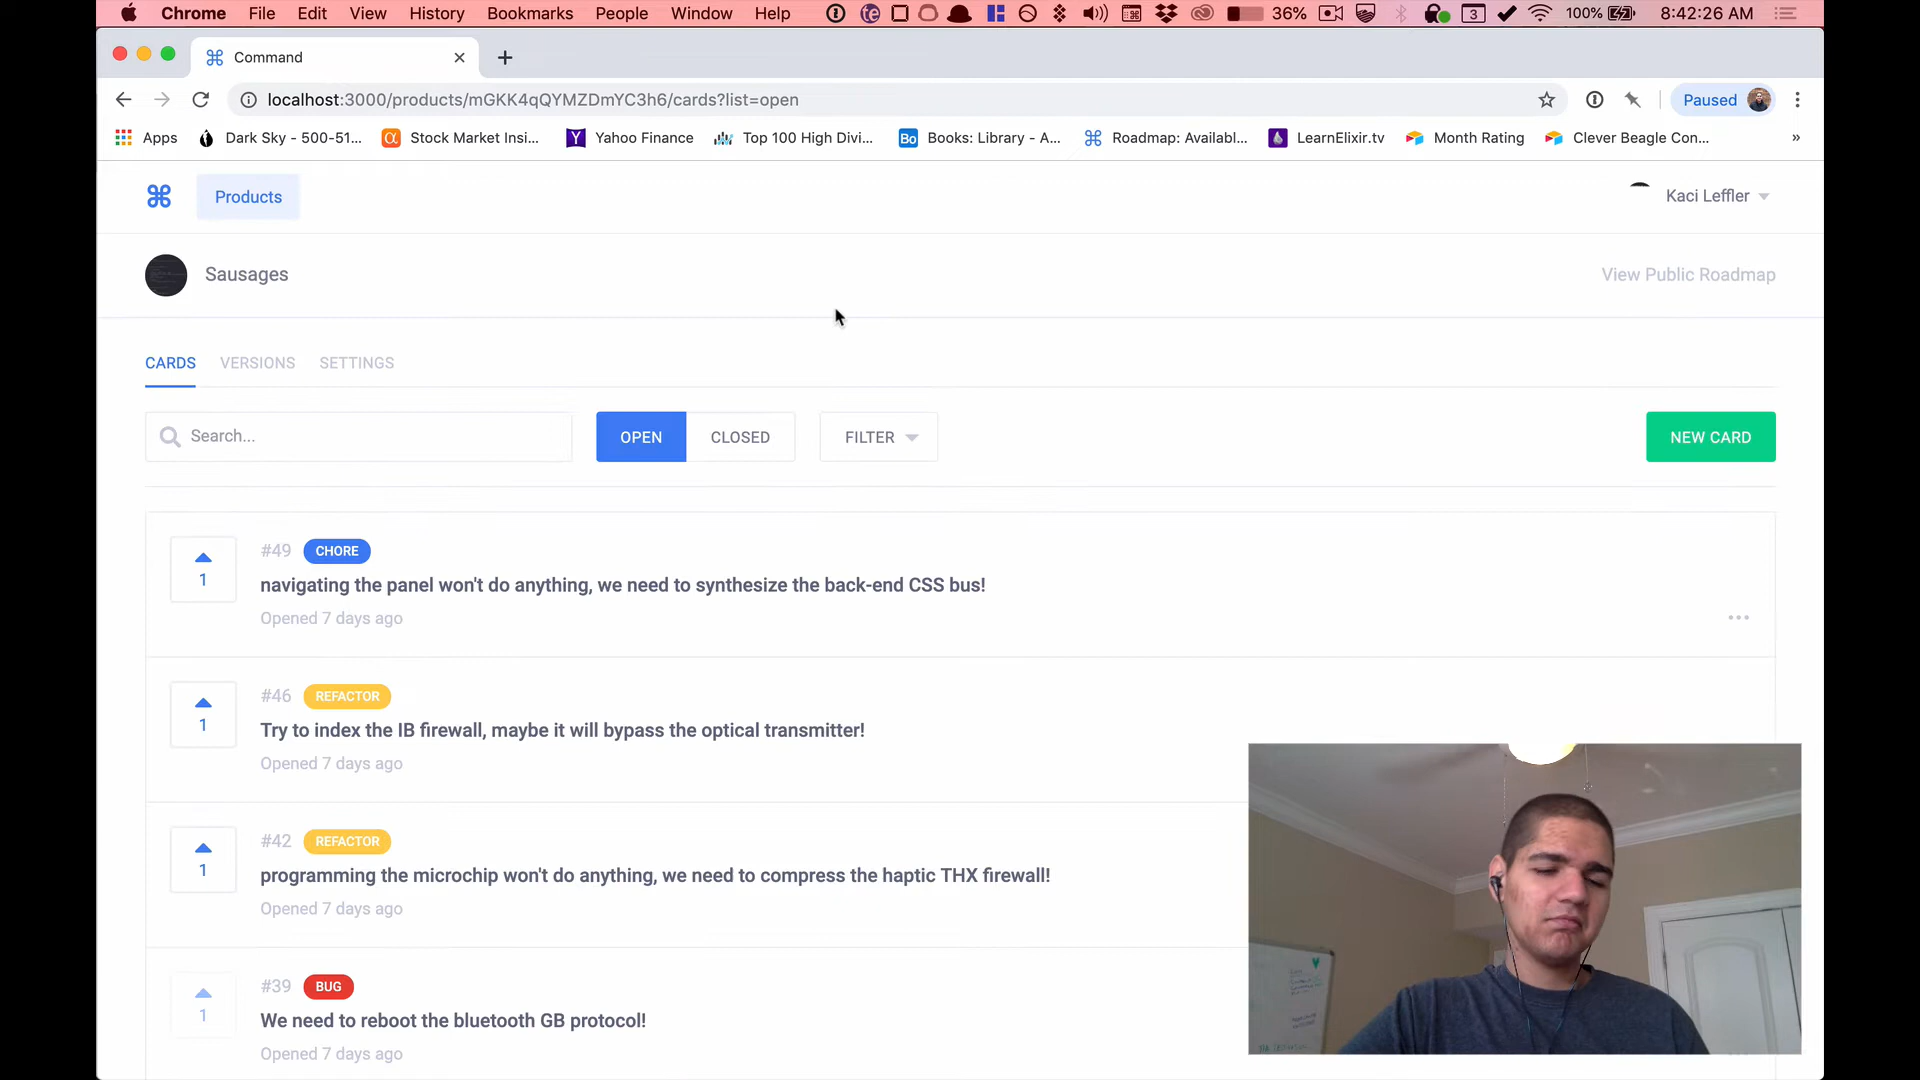 Chrome File Edit View History Bookmarks People Window Help 36% 3 100% 8:42:26 AM
Command
localhost:3000/products/mGKK4qQYMZDmYC3h6/cards?list=open Paused
Apps Dark Sky - 500-51... Stock Market Insi... Yahoo Finance Top 100 High Divi... Bo Books: Library - A... Roadmap: Availabl... LearnElixir.tv Month Rating Clever Beagle Con... »
Products Kaci Leffler
Sausages View Public Roadmap
CARDS VERSIONS SETTINGS
Search... OPEN CLOSED FILTER NEW CARD
#49 CHORE
1
navigating the panel won't do anything, we need to synthesize the back-end CSS bus!
Opened 7 days ago
#46 REFACTOR
1
Try to index the IB firewall, maybe it will bypass the optical transmitter!
Opened 7 days ago
#42 REFACTOR
1
programming the microchip won't do anything, we need to compress the haptic THX firewall!
Opened 7 days ago
#39 BUG
1
We need to reboot the bluetooth GB protocol!
Opened 7 days ago